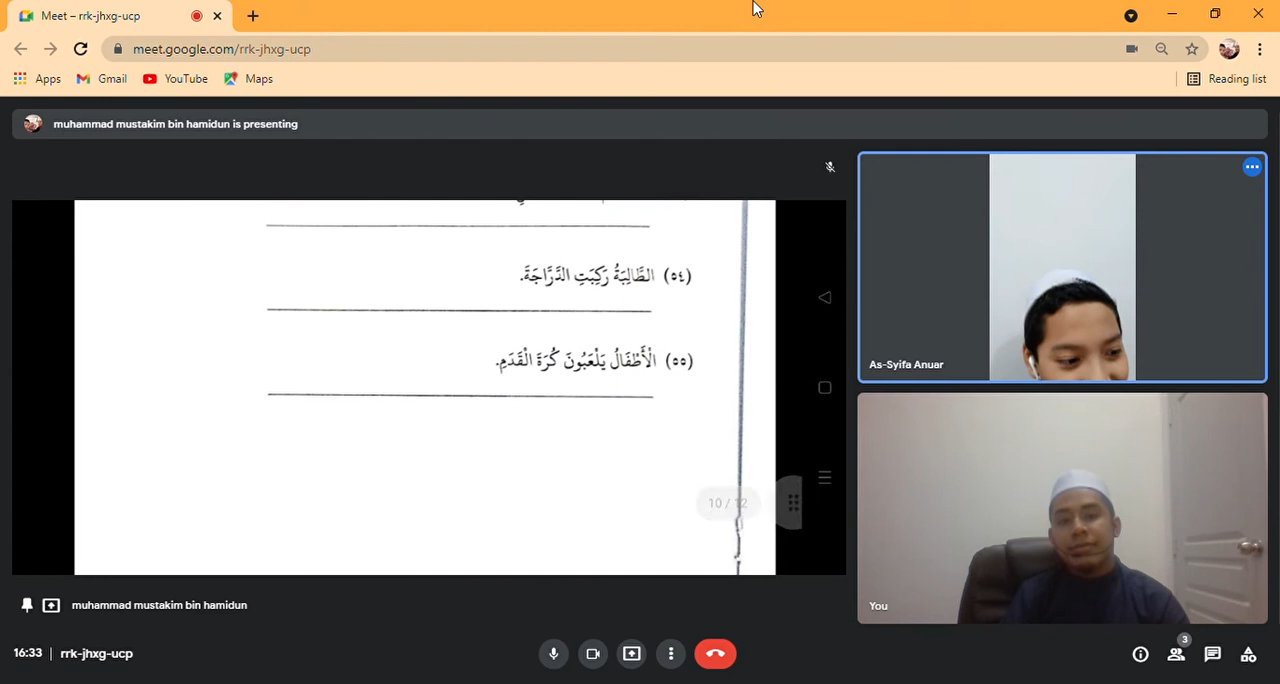 Meet – rrk-jhxg-ucp
meet.google.com/rrk-jhxg-ucp
Apps Gmail YouTube Maps Reading list
muhammad mustakim bin hamidun is presenting
(٥٤) الطَّالِبَةُ رَكِبَتِ الدَّرَّاجَةَ.
(٥٥) الْأَطْفَالُ يَلْعَبُونَ كُرَةَ الْقَدَمِ.
10 / 12
As-Syifa Anuar
You
muhammad mustakim bin hamidun
16:33 | rrk-jhxg-ucp
3